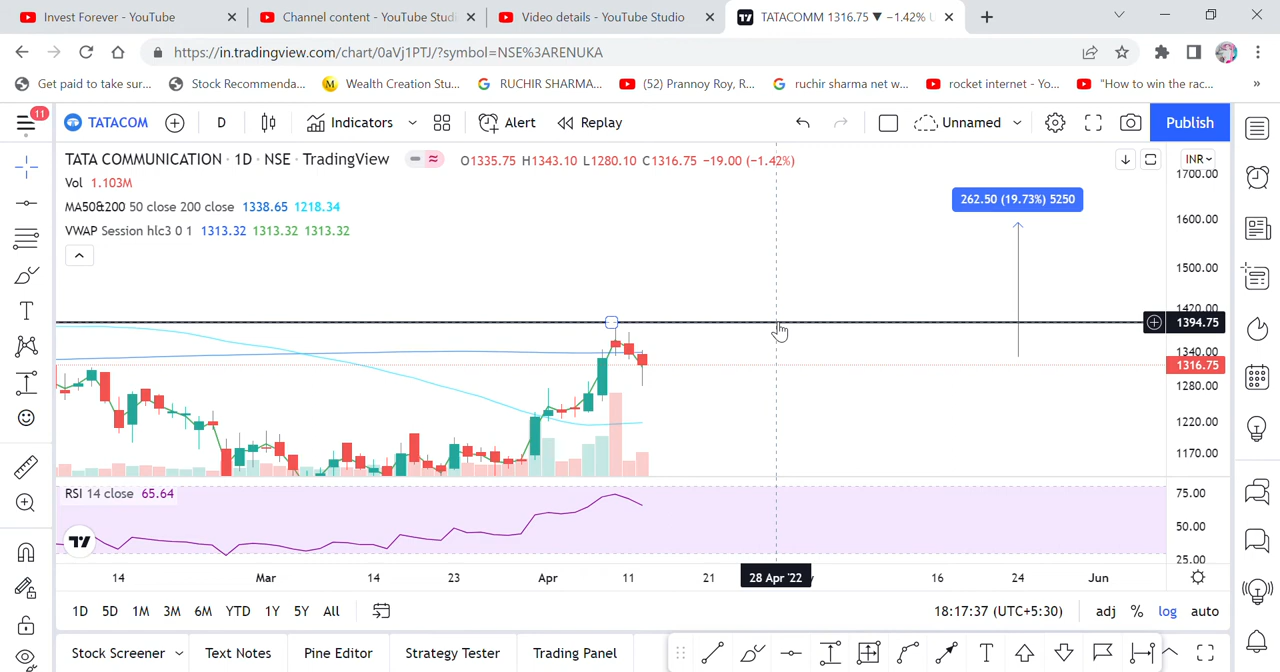 Invest Forever - YouTube
Channel content - YouTube Studi
Video details - YouTube Studio
TATACOMM 1316.75 ▼ −1.42% U
https://in.tradingview.com/chart/0aVj1PTJ/?symbol=NSE%3ARENUKA
Get paid to take sur...
Stock Recommenda...
Wealth Creation Stu...
RUCHIR SHARMA...
(52) Prannoy Roy, R...
ruchir sharma net w...
rocket internet - Yo...
"How to win the rac...
»
11
TATACOM
D
Indicators
Alert
Replay
Unnamed
Publish
TATA COMMUNICATION · 1D · NSE · TradingView
O1335.75 H1343.10 L1280.10 C1316.75 −19.00 (−1.42%)
INR
Vol 1.103M
MA50&200 50 close 200 close 1338.65 1218.34
VWAP Session hlc3 0 1 1313.32 1313.32 1313.32
262.50 (19.73%) 5250
1700.00
1600.00
1500.00
1420.00
1394.75
1340.00
1316.75
1280.00
1220.00
1170.00
RSI 14 close 65.64
75.00
50.00
25.00
14
Mar
14
23
Apr
11
21
28 Apr '22
16
24
Jun
1D
5D
1M
3M
6M
YTD
1Y
5Y
All
18:17:37 (UTC+5:30)
adj
%
log
auto
Stock Screener
Text Notes
Pine Editor
Strategy Tester
Trading Panel